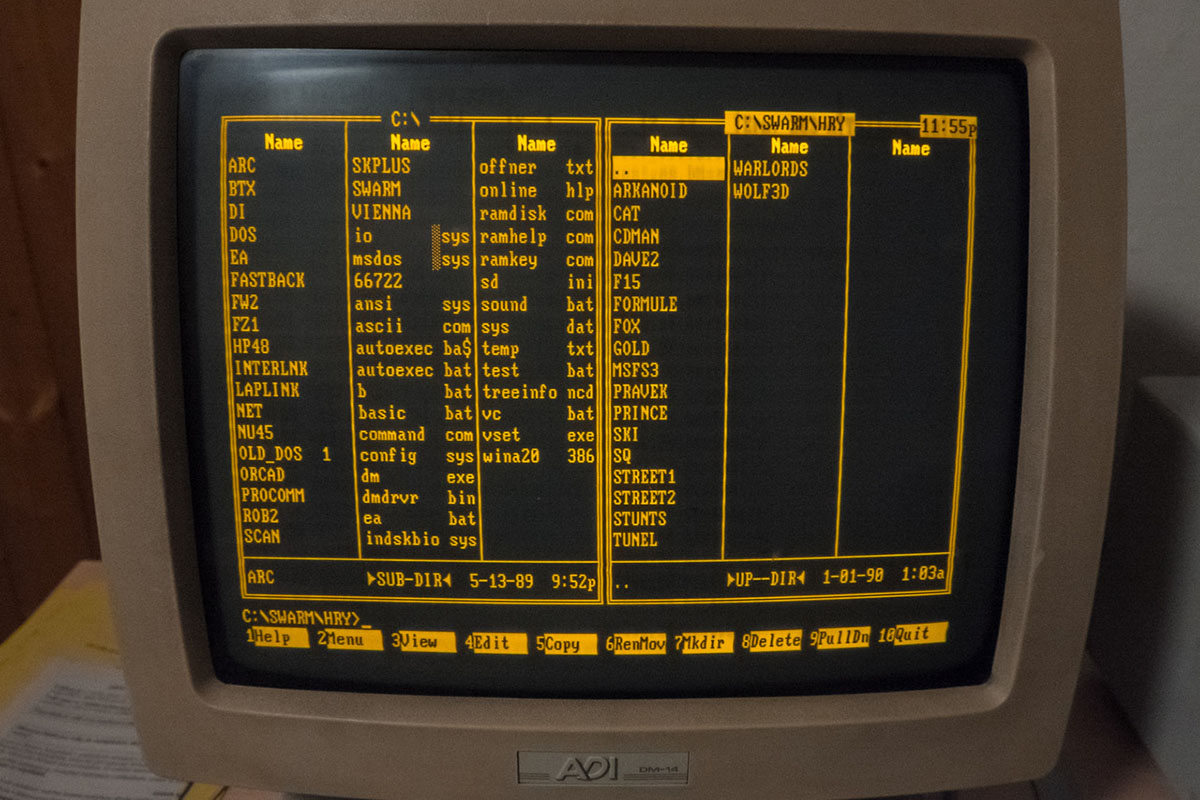 C:\
Name Name Name
ARC SKPLUS offner txt
BTX SWARM online hlp
DI VIENNA ramdisk com
DOS io sys ramhelp com
EA msdos sys ramkey com
FASTBACK 66722 sd ini
FW2 ansi sys sound bat
FZ1 ascii com sys dat
HP48 autoexec ba$ temp txt
INTERLNK autoexec bat test bat
LAPLINK b bat treeinfo ncd
NET basic bat vc bat
NU45 command com vset exe
OLD_DOS 1 config sys wina20 386
ORCAD dm exe
PROCOMM dmdrvr bin
ROB2 ea bat
SCAN indskbio sys
ARC ►SUB-DIR◄ 5-13-89 9:52p
C:\SWARM\HRY 11:55p
Name Name Name
.. WARLORDS
ARKANOID WOLF3D
CAT
CDMAN
DAVE2
F15
FORMULE
FOX
GOLD
MSFS3
PRAVEK
PRINCE
SKI
SQ
STREET1
STREET2
STUNTS
TUNEL
.. ►UP--DIR◄ 1-01-90 1:03a
C:\SWARM\HRY>_
1Help 2Menu 3View 4Edit 5Copy 6RenMov 7Mkdir 8Delete 9PullDn 10Quit
ADI DM-14